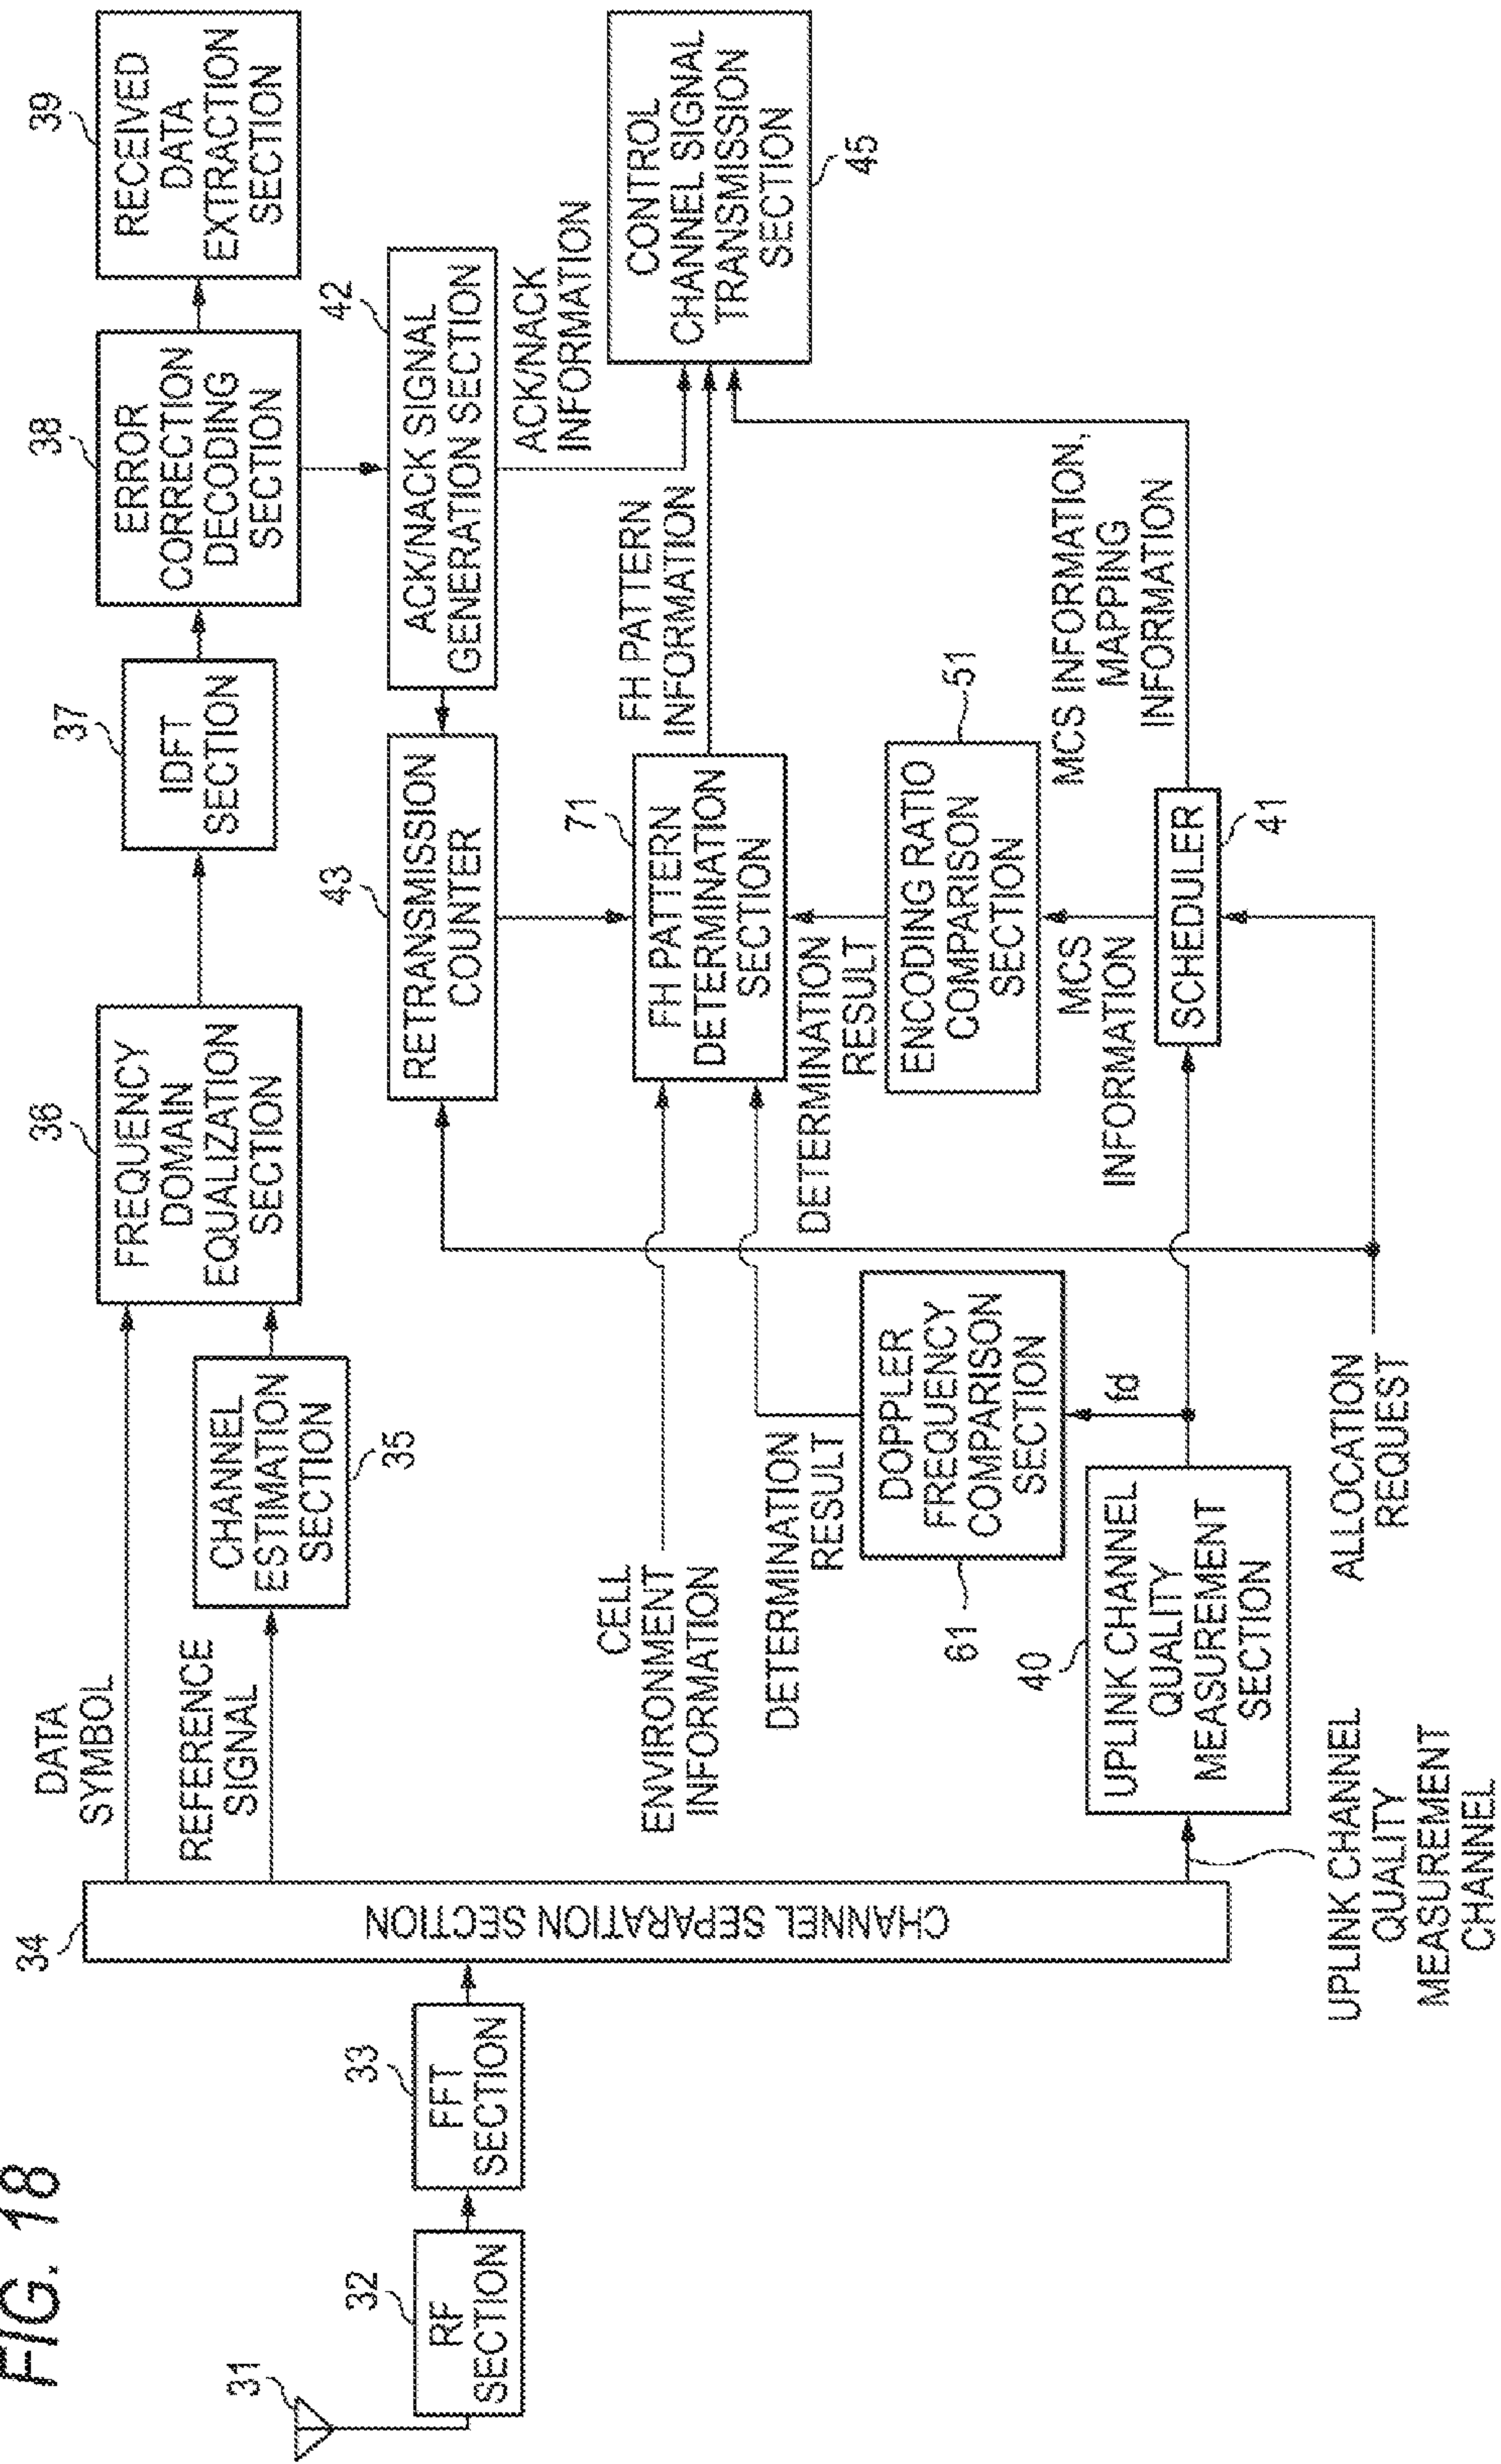 FIG. 18
31
32
RF
SECTION
33
FFT
SECTION
34
CHANNEL SEPARATION SECTION
DATA
SYMBOL
REFERENCE
SIGNAL
CHANNEL
ESTIMATION
SECTION
35
36
FREQUENCY
DOMAIN
EQUALIZATION
SECTION
37
IDFT
SECTION
38
ERROR
CORRECTION
DECODING
SECTION
39
RECEIVED
DATA
EXTRACTION
SECTION
43
RETRANSMISSION
COUNTER
42
ACK/NACK SIGNAL
GENERATION SECTION
ACK/NACK
INFORMATION
CELL
ENVIRONMENT
INFORMATION
71
FH PATTERN
DETERMINATION
SECTION
FH PATTERN
INFORMATION
CONTROL
CHANNEL SIGNAL
TRANSMISSION
SECTION
45
DETERMINATION
RESULT
DOPPLER
FREQUENCY
COMPARISON
SECTION
61
DETERMINATION
RESULT
ENCODING RATIO
COMPARISON
SECTION
51
fd
MCS
INFORMATION
MCS INFORMATION,
MAPPING
INFORMATION
40
UPLINK CHANNEL
QUALITY
MEASUREMENT
SECTION
SCHEDULER
41
UPLINK CHANNEL
QUALITY
MEASUREMENT
CHANNEL
ALLOCATION
REQUEST